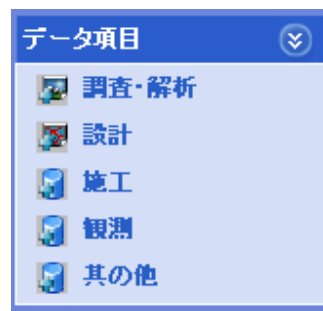 データ項目
調査・解析
設計
施工
観測
其の他